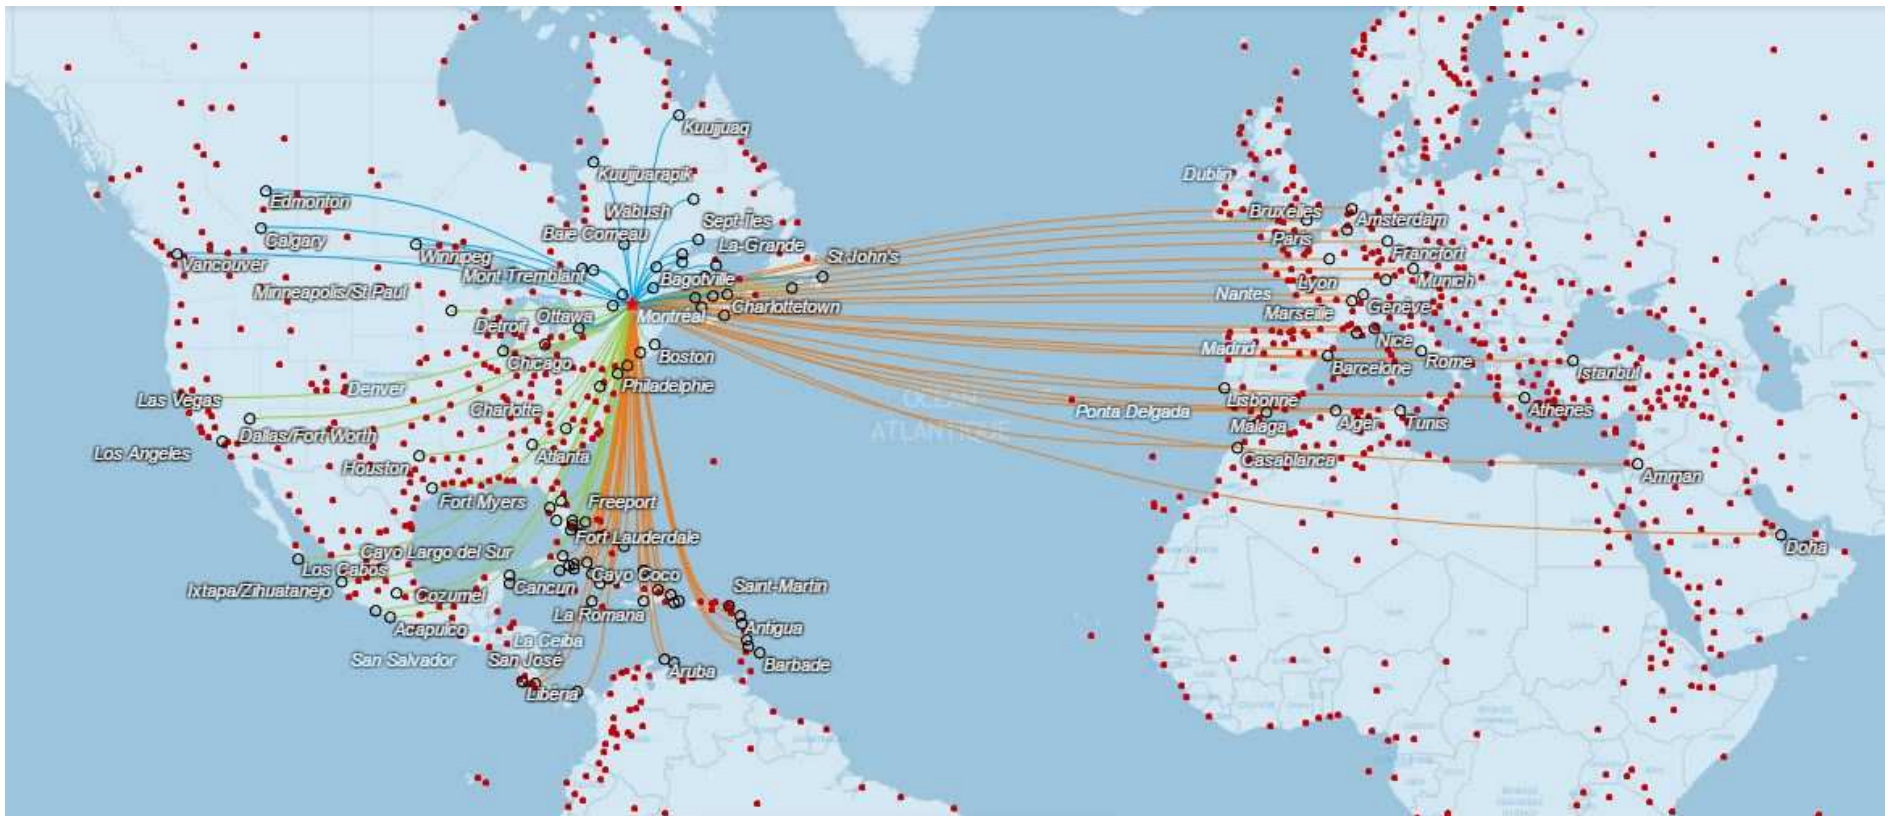 Kuujjuaq
Kuujjuarapik
Dublin
Edmonton
Wabush
Sept-Îles
Bruxelles
Amsterdam
Calgary
Baie Comeau
La-Grande
Paris
Vancouver
Winnipeg
St John's
Francfort
Mont Tremblant
Bagotville
Lyon
Munich
Minneapolis/St Paul
Nantes
Charlottetown
Genève
Detroit
Ottawa
Montréal
Marseille
Nice
Chicago
Boston
Madrid
Rome
Barcelone
Istanbul
Denver
Philadelphie
Las Vegas
OCÉAN
ATLANTIQUE
Lisbonne
Charlotte
Ponta Delgada
Athenes
Malaga
Alger
Tunis
Dallas/Fort Worth
Los Angeles
Atlanta
Casablanca
Houston
Amman
Fort Myers
Freeport
Fort Lauderdale
Doha
Cayo Largo del Sur
Los Cabos
Cayo Coco
Ixtapa/Zihuatanejo
Cozumel
Cancun
Saint-Martin
La Romana
Acapulco
Antigua
La Ceiba
San Salvador
San José
Barbade
Aruba
Liberia